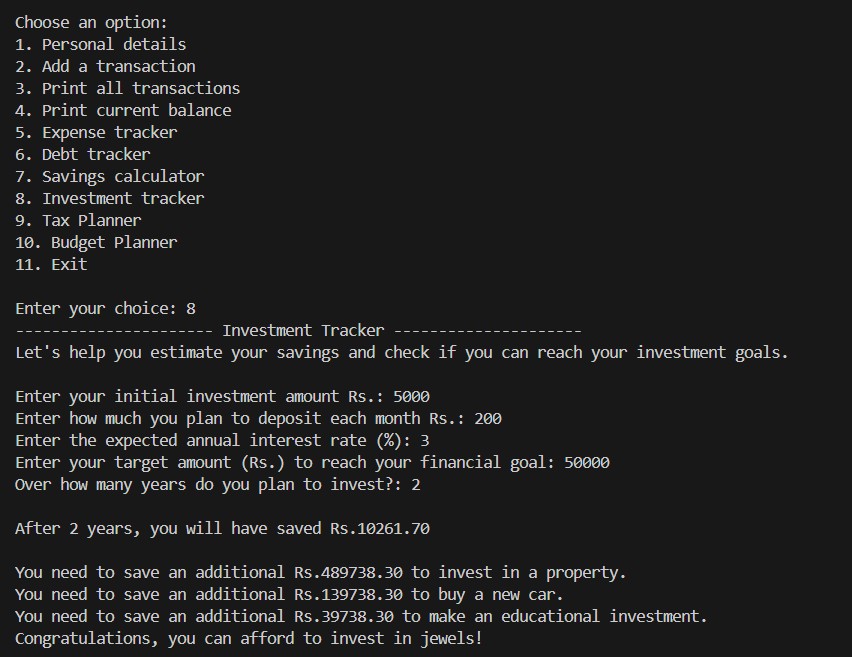 Choose an option:
1. Personal details
2. Add a transaction
3. Print all transactions
4. Print current balance
5. Expense tracker
6. Debt tracker
7. Savings calculator
8. Investment tracker
9. Tax Planner
10. Budget Planner
11. Exit
Enter your choice: 8
---------------------- Investment Tracker ---------------------
Let's help you estimate your savings and check if you can reach your investment goals.
Enter your initial investment amount Rs.: 5000
Enter how much you plan to deposit each month Rs.: 200
Enter the expected annual interest rate (%): 3
Enter your target amount (Rs.) to reach your financial goal: 50000
Over how many years do you plan to invest?: 2
After 2 years, you will have saved Rs.10261.70
You need to save an additional Rs.489738.30 to invest in a property.
You need to save an additional Rs.139738.30 to buy a new car.
You need to save an additional Rs.39738.30 to make an educational investment.
Congratulations, you can afford to invest in jewels!